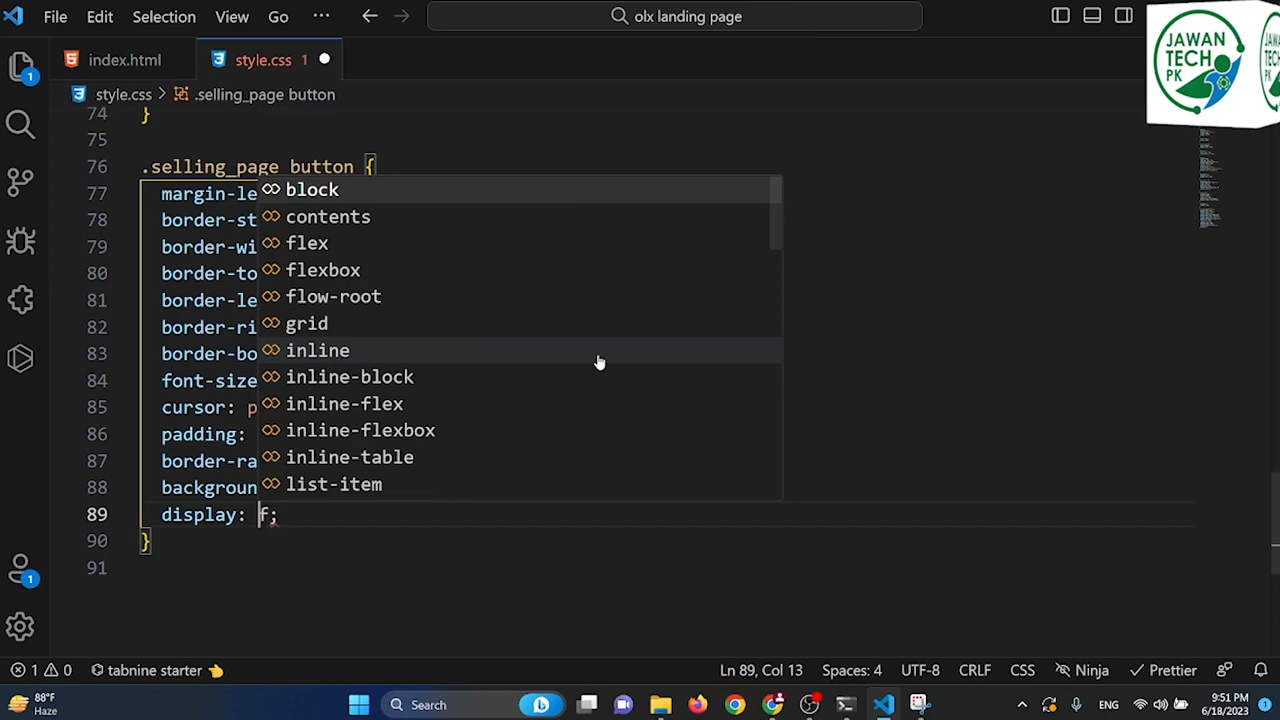 File Edit Selection View Go ··· olx landing page
JAWAN
TECH
PK
index.html style.css 1
style.css > .selling_page button
74 }
75
76 .selling_page button {
77 margin-le
78 border-st
79 border-wi
80 border-to
81 border-le
82 border-ri
83 border-bo
84 font-size
85 cursor: p
86 padding:
87 border-ra
88 backgroun
89 display: f;
90 }
91
block
contents
flex
flexbox
flow-root
grid
inline
inline-block
inline-flex
inline-flexbox
inline-table
list-item
1
1
1 0 tabnine starter Ln 89, Col 13 Spaces: 4 UTF-8 CRLF CSS Ninja Prettier
88°F
Haze
Search
ENG
9:51 PM
6/18/2023
1